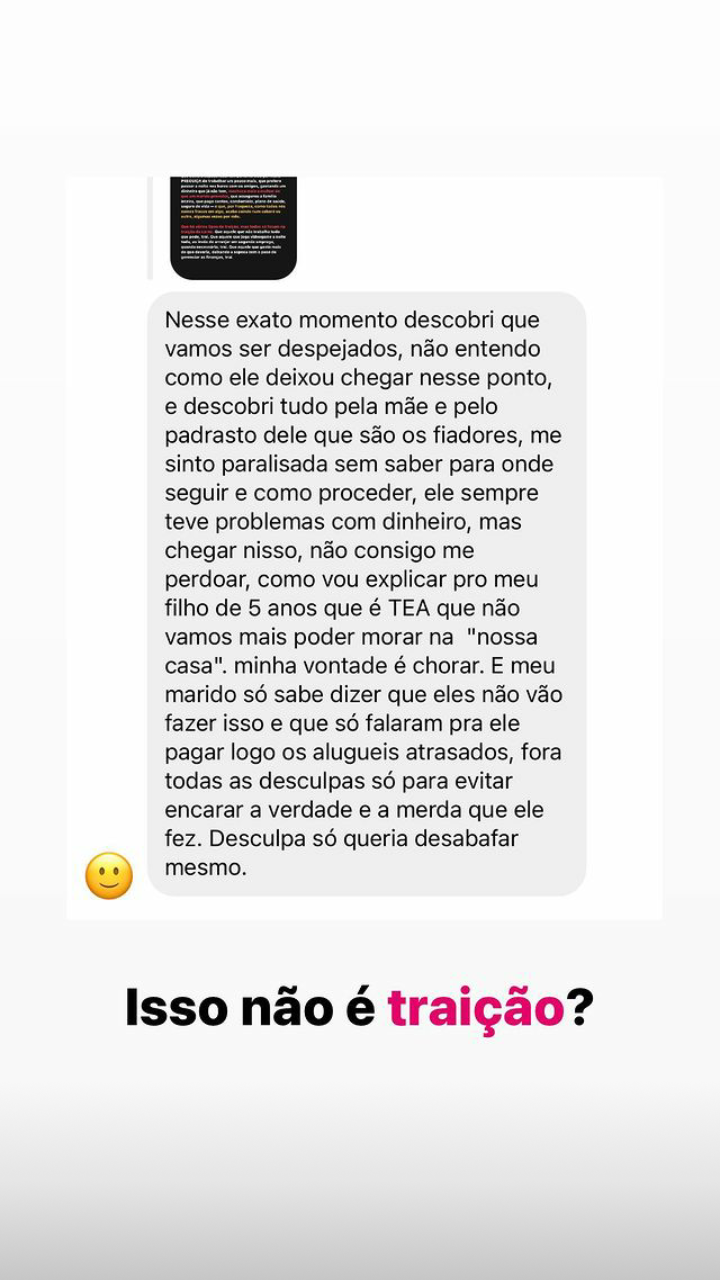 Nesse exato momento descobri que
vamos ser despejados, não entendo
como ele deixou chegar nesse ponto,
e descobri tudo pela mãe e pelo
padrasto dele que são os fiadores, me
sinto paralisada sem saber para onde
seguir e como proceder, ele sempre
teve problemas com dinheiro, mas
chegar nisso, não consigo me
perdoar, como vou explicar pro meu
filho de 5 anos que é TEA que não
vamos mais poder morar na  "nossa
casa". minha vontade é chorar. E meu
marido só sabe dizer que eles não vão
fazer isso e que só falaram pra ele
pagar logo os alugueis atrasados, fora
todas as desculpas só para evitar
encarar a verdade e a merda que ele
fez. Desculpa só queria desabafar
mesmo.
Isso não é traição?